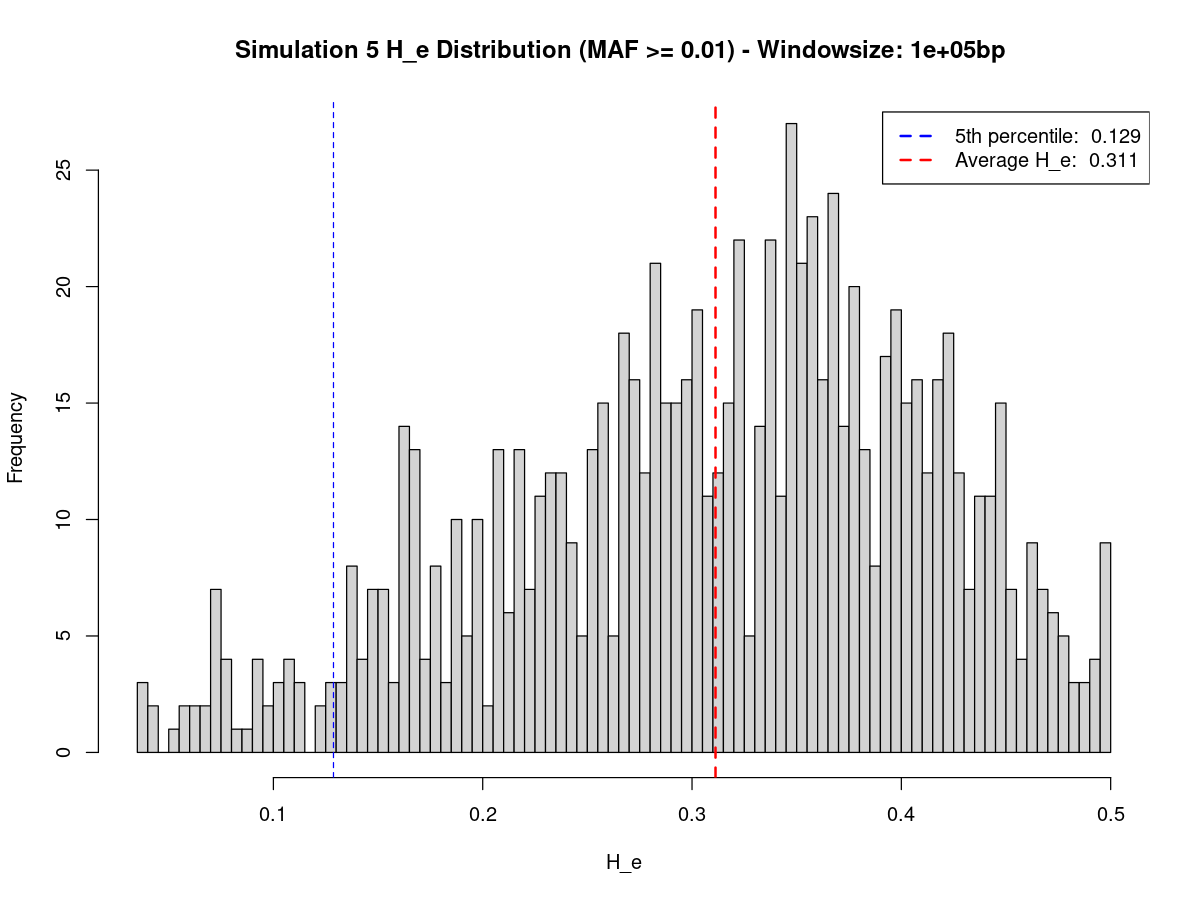 Simulation 5 H_e Distribution (MAF >= 0.01) - Windowsize: 1e+05bp
5th percentile: 0.129
Average H_e: 0.311
Frequency
25
20
15
10
5
0
0.1 0.2 0.3 0.4 0.5
H_e